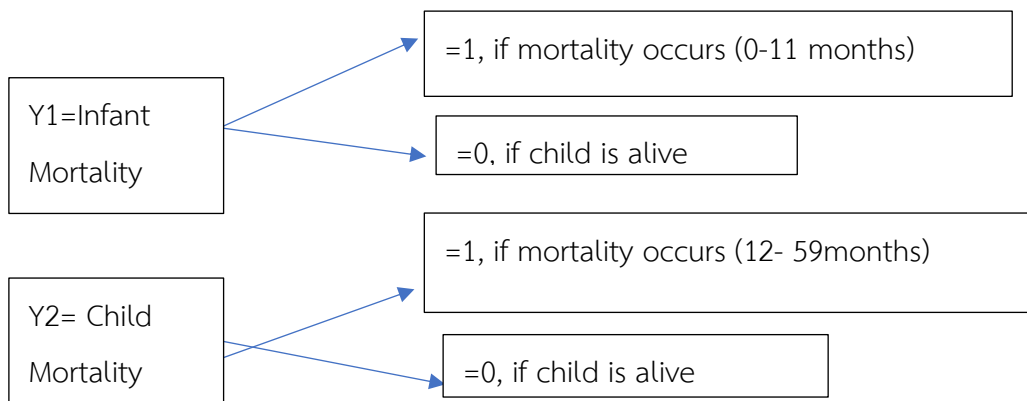 =1, if mortality occurs (0-11 months)
Y1=Infant
Mortality
=0, if child is alive
=1, if mortality occurs (12- 59months)
Y2= Child
Mortality
=0, if child is alive